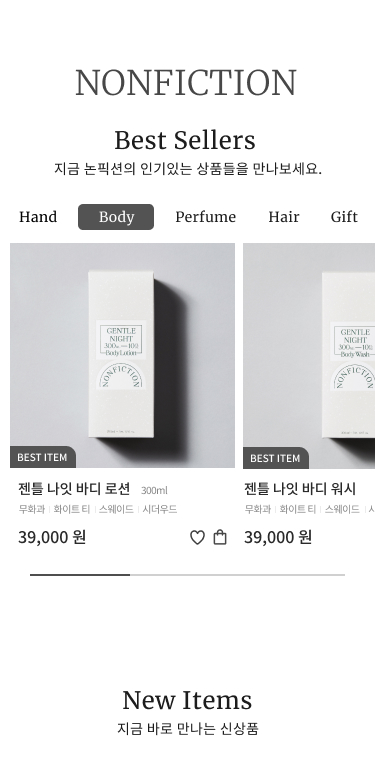 NONFICTION
Best Sellers
지금 논픽션의 인기있는 상품들을 만나보세요.
Hand Body Perfume Hair Gift
GENTLE
NIGHT
300㎖ — 10§
Body Lotion
NONFICTION
BEST ITEM
젠틀 나잇 바디 로션 300ml
무화과 | 화이트 티 | 스웨이드 | 시더우드
39,000 원
GENTLE
NIGHT
Body Wash
NONFICTION
BEST ITEM
젠틀 나잇 바디 워시
무화과 | 화이트 티 | 스웨이드
39,000 원
New Items
지금 바로 만나는 신상품